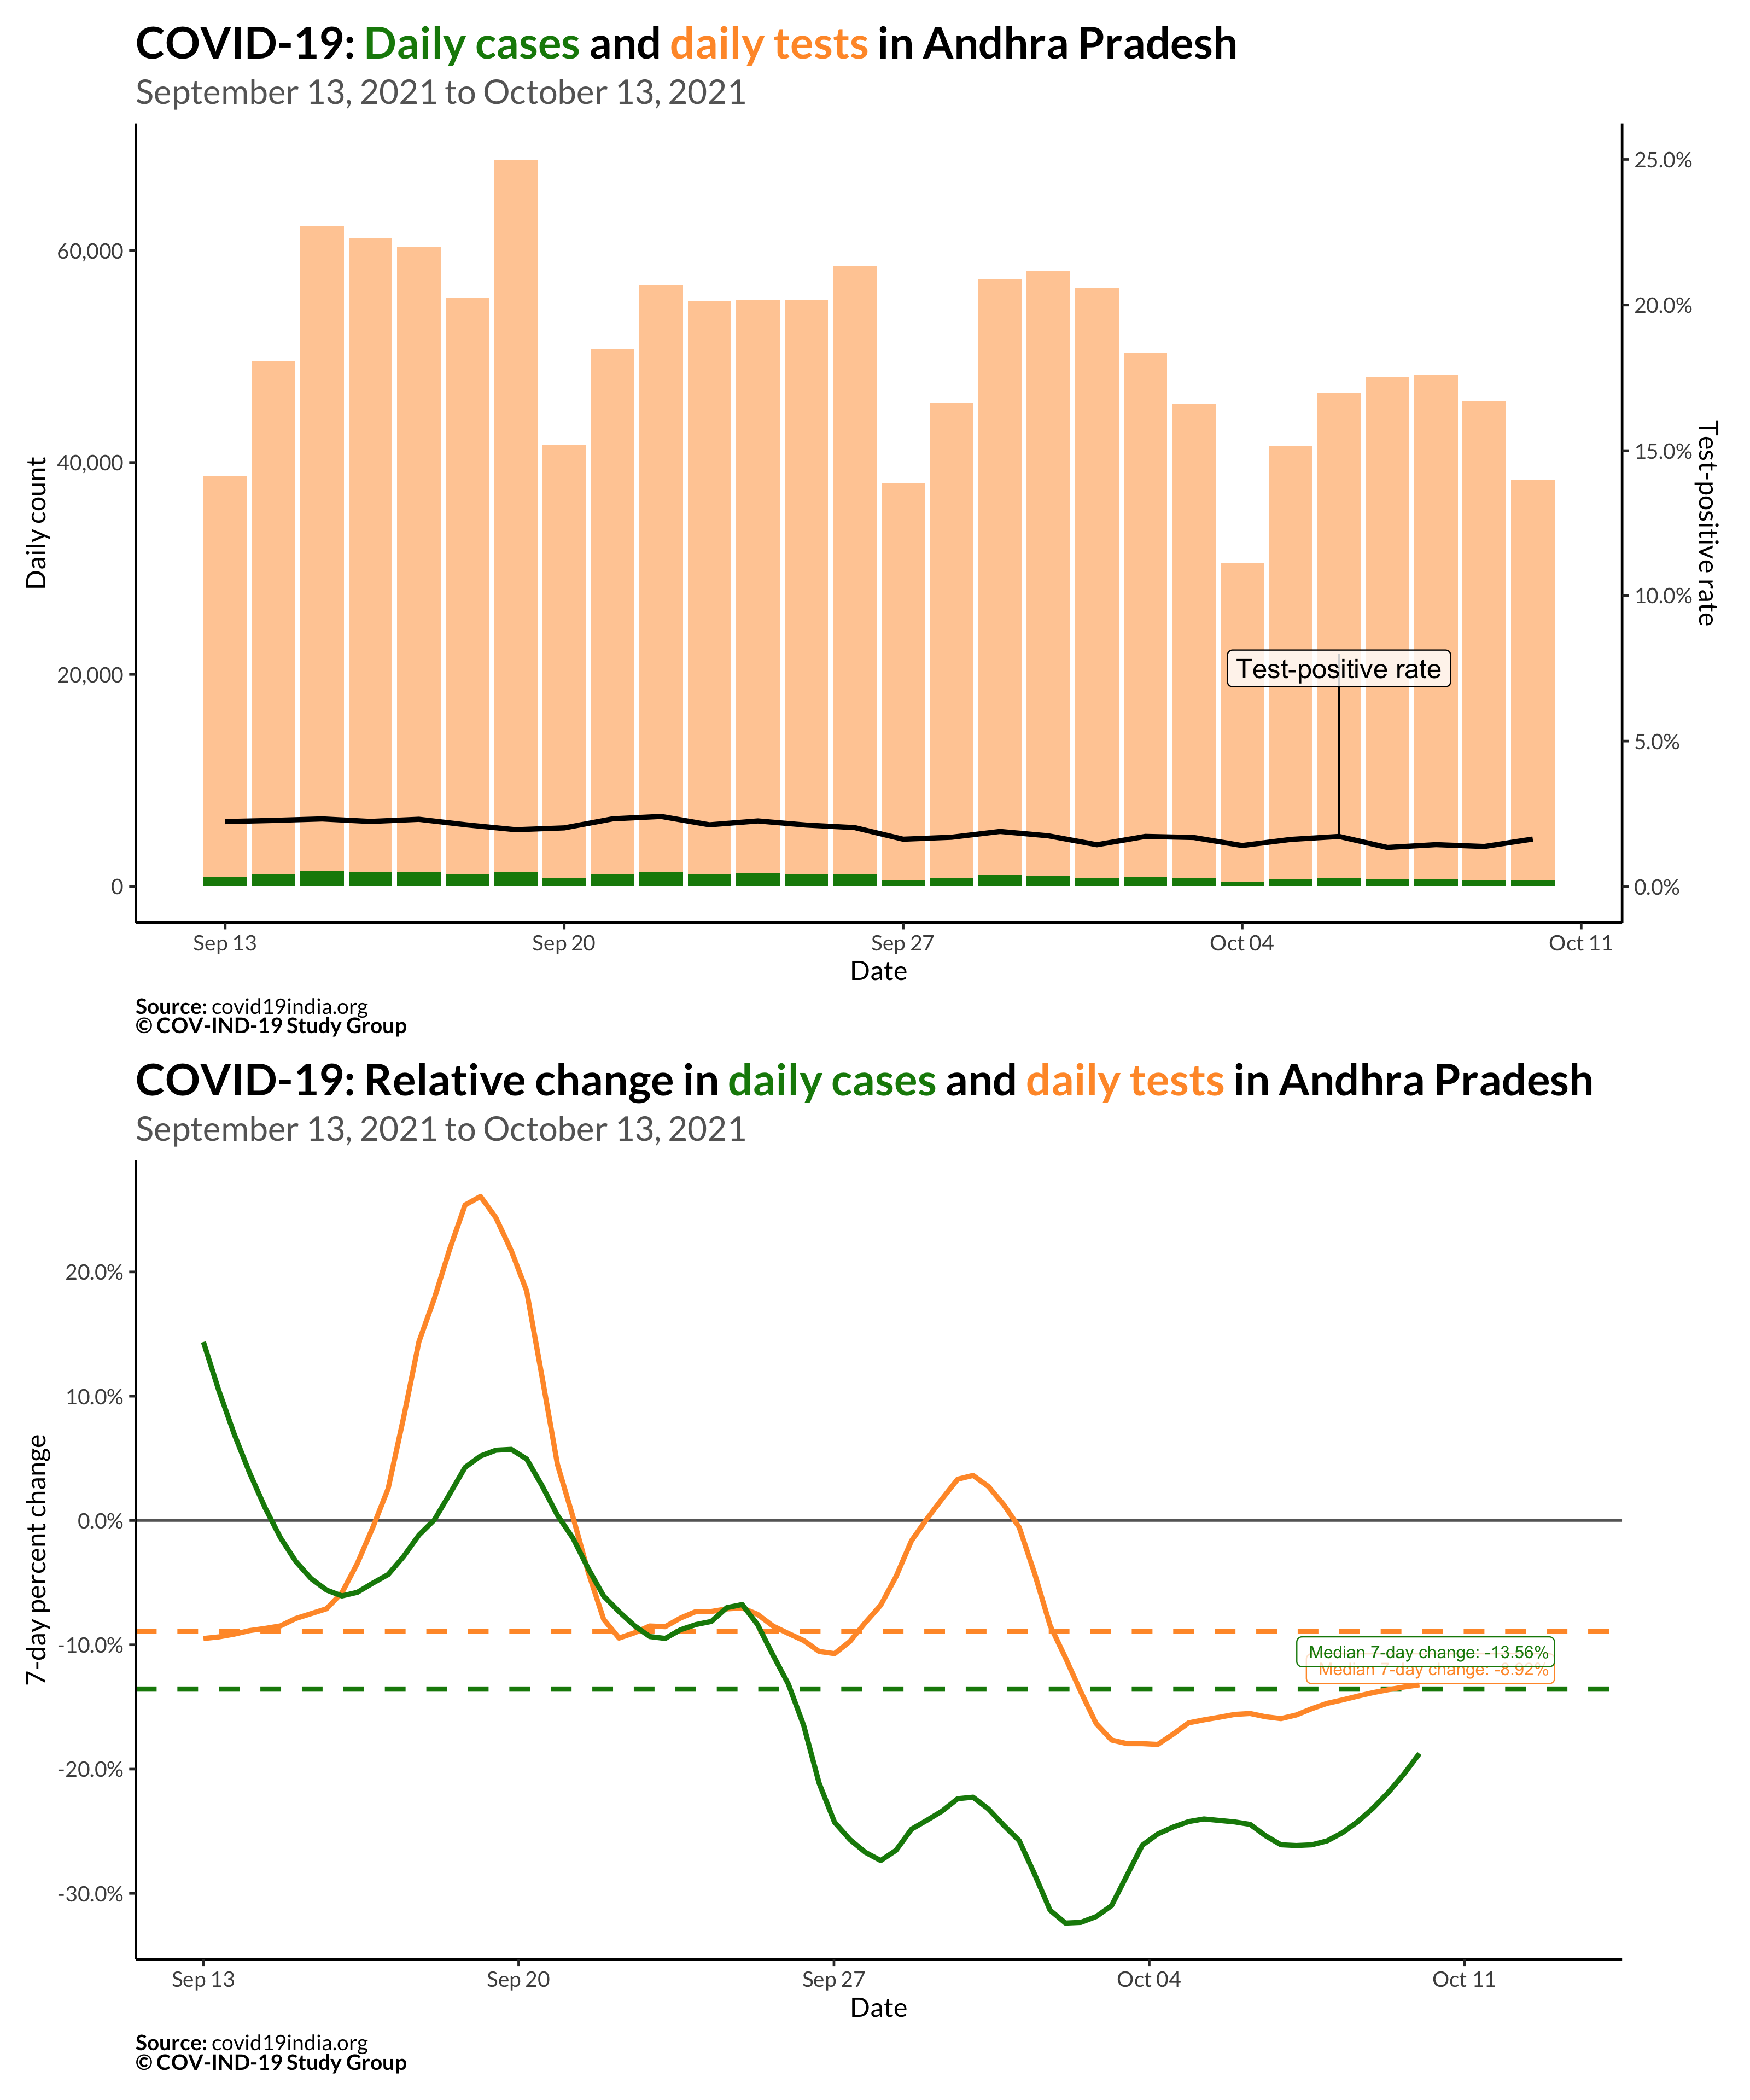 COVID-19: Daily cases and daily tests in Andhra Pradesh
September 13, 2021 to October 13, 2021
Daily count
60,000
40,000
20,000
0
25.0%
20.0%
15.0%
10.0%
5.0%
0.0%
Test-positive rate
Test-positive rate
Sep 13
Sep 20
Sep 27
Oct 04
Oct 11
Date
Source: covid19india.org
© COV-IND-19 Study Group
COVID-19: Relative change in daily cases and daily tests in Andhra Pradesh
September 13, 2021 to October 13, 2021
7-day percent change
20.0%
10.0%
0.0%
-10.0%
-20.0%
-30.0%
Median 7-day change: -13.56%
Median 7-day change: -8.92%
Sep 13
Sep 20
Sep 27
Oct 04
Oct 11
Date
Source: covid19india.org
© COV-IND-19 Study Group